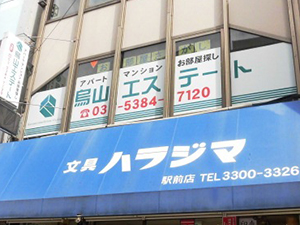 アパート マンション お部屋探し
烏山エステート
03-5384-7120
文具 ハラジマ
駅前店 TEL 3300-3326